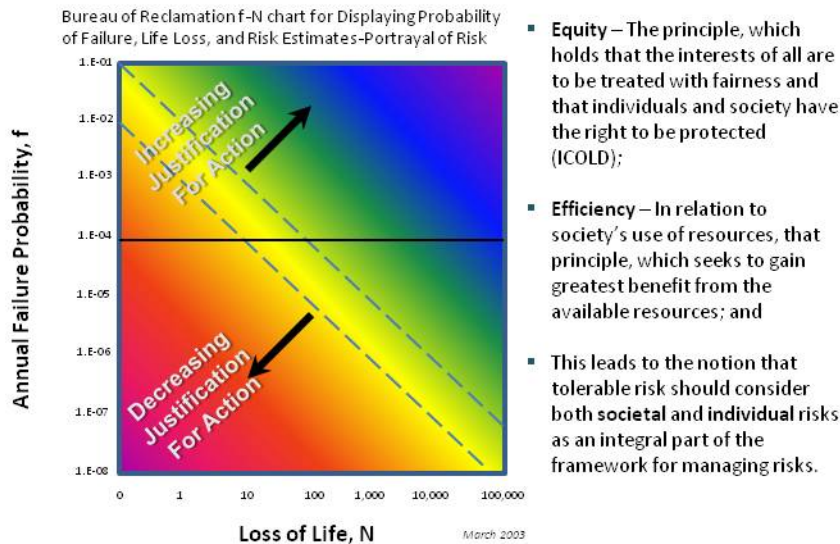 Bureau of Reclamation f-N chart for Displaying Probability
of Failure, Life Loss, and Risk Estimates-Portrayal of Risk
Annual Failure Probability, f
1.E-01
1.E-02
1.E-03
1.E-04
1.E-05
1.E-06
1.E-07
1.E-08
Increasing
Justification
For Action
Decreasing
Justification
For Action
0 1 10 100 1,000 10,000 100,000
Loss of Life, N
March 2003
▪ Equity – The principle, which
holds that the interests of all are
to be treated with fairness and
that individuals and society have
the right to be protected
(ICOLD);
▪ Efficiency – In relation to
society's use of resources, that
principle, which seeks to gain
greatest benefit from the
available resources; and
▪ This leads to the notion that
tolerable risk should consider
both societal and individual risks
as an integral part of the
framework for managing risks.